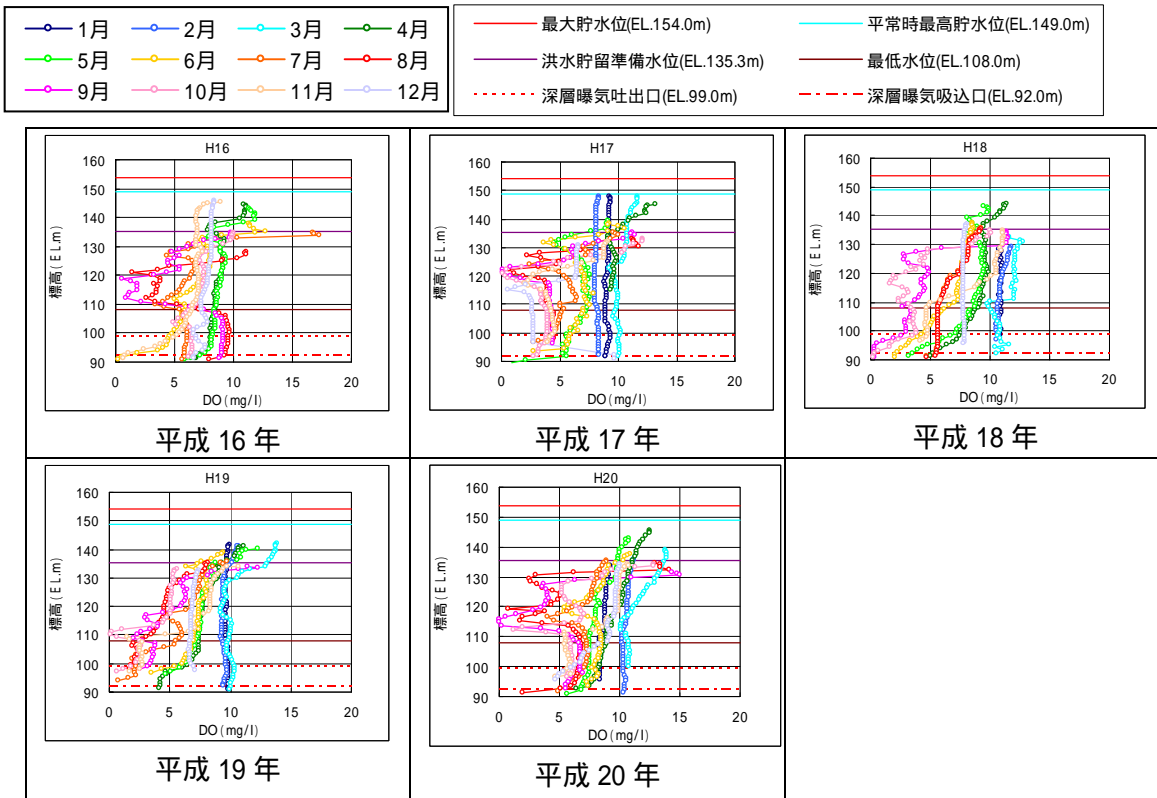 1月 2月 3月 4月
5月 6月 7月 8月
9月 10月 11月 12月
最大貯水位(EL.154.0m) 平常時最高貯水位(EL.149.0m)
洪水貯留準備水位(EL.135.3m) 最低水位(EL.108.0m)
深層曝気吐出口(EL.99.0m) 深層曝気吸込口(EL.92.0m)
H16
160
150
140
130
120
110
100
90
標高(EL.m)
0 5 10 15 20
DO(mg/l)
平成 16 年
H17
160
150
140
130
120
110
100
90
標高(EL.m)
0 5 10 15 20
DO(mg/l)
平成 17 年
H18
160
150
140
130
120
110
100
90
標高(EL.m)
0 5 10 15 20
DO(mg/l)
平成 18 年
H19
160
150
140
130
120
110
100
90
標高(EL.m)
0 5 10 15 20
DO(mg/l)
平成 19 年
H20
160
150
140
130
120
110
100
90
標高(EL.m)
0 5 10 15 20
DO(mg/l)
平成 20 年